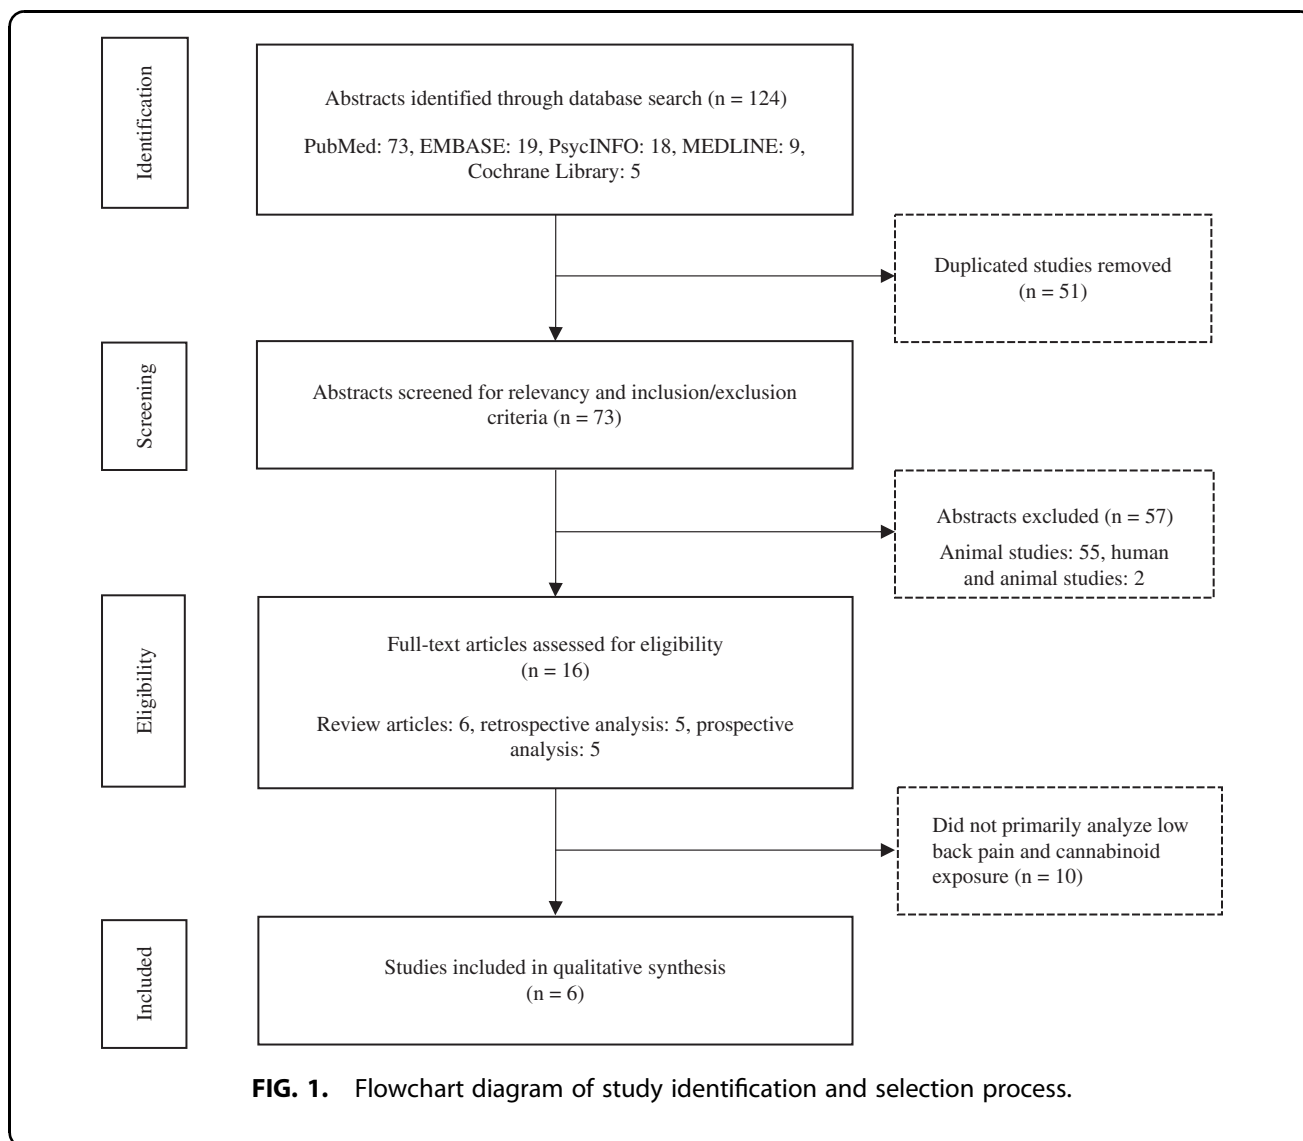 Identification
Abstracts identified through database search (n = 124)
PubMed: 73, EMBASE: 19, PsycINFO: 18, MEDLINE: 9,
Cochrane Library: 5
Duplicated studies removed
(n = 51)
Screening
Abstracts screened for relevancy and inclusion/exclusion
criteria (n = 73)
Abstracts excluded (n = 57)
Animal studies: 55, human
and animal studies: 2
Eligibility
Full-text articles assessed for eligibility
(n = 16)
Review articles: 6, retrospective analysis: 5, prospective
analysis: 5
Did not primarily analyze low
back pain and cannabinoid
exposure (n = 10)
Included
Studies included in qualitative synthesis
(n = 6)
FIG. 1. Flowchart diagram of study identification and selection process.